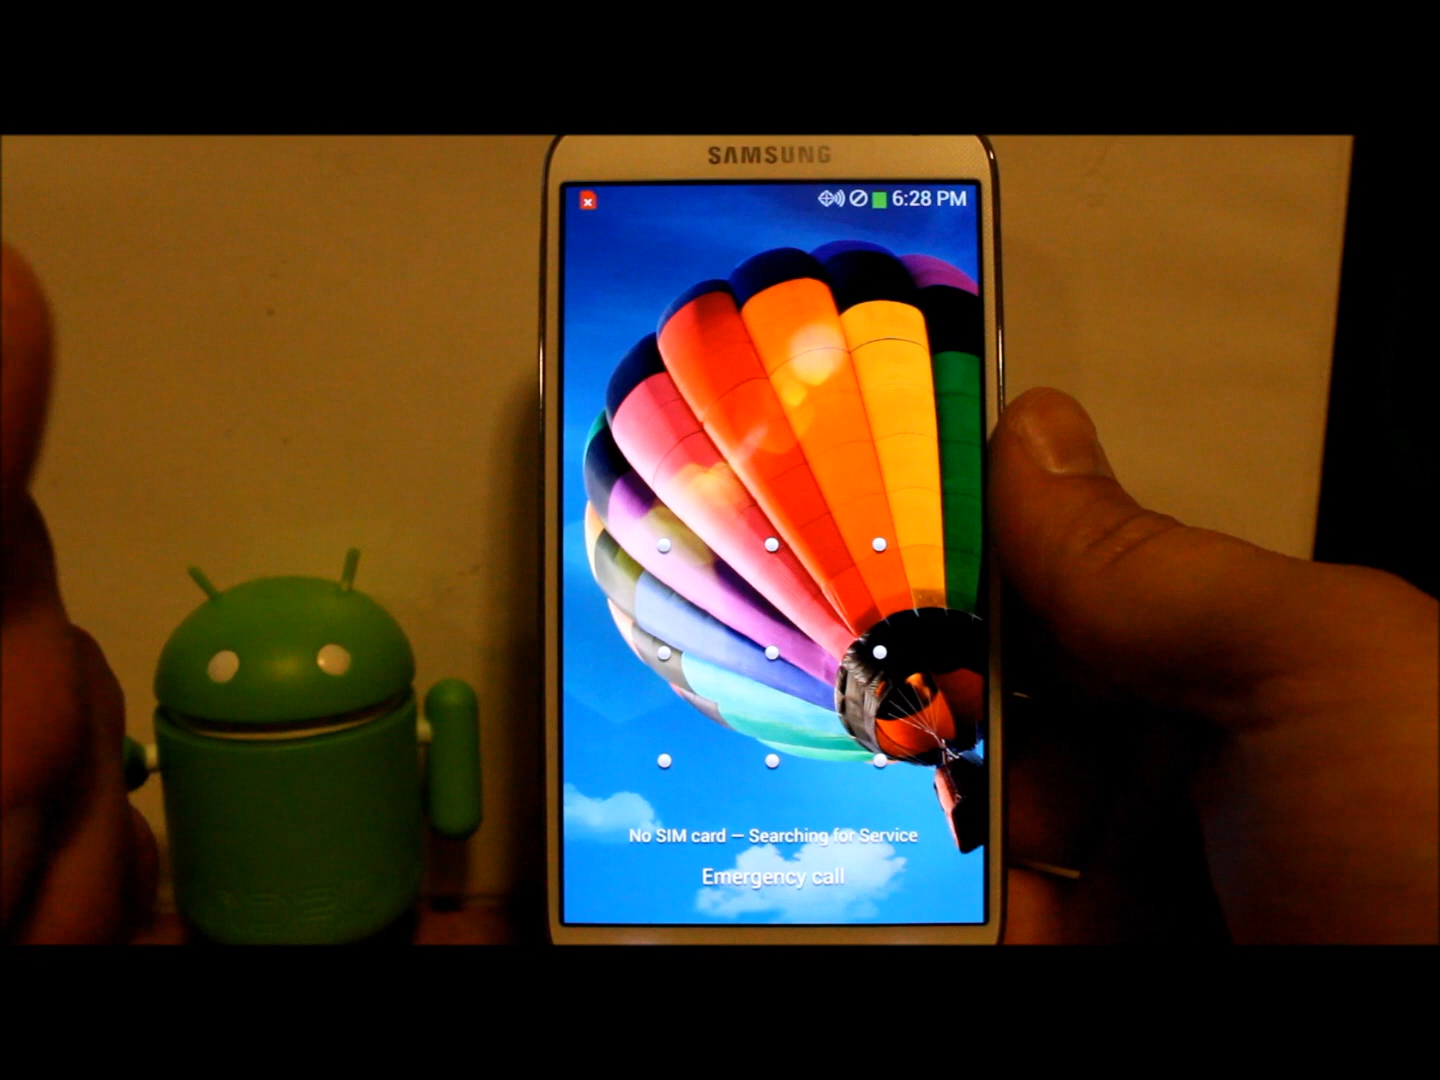 SAMSUNG
6:28 PM
No SIM card — Searching for Service
Emergency call